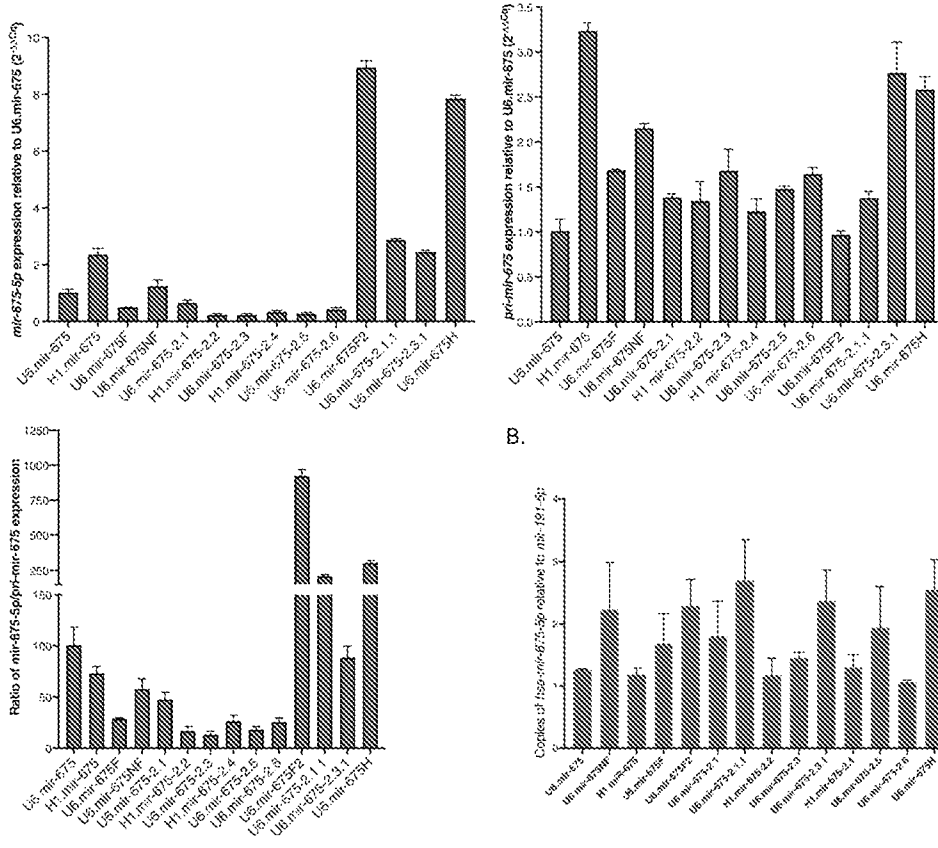 mir-675-5p expression relative to U6.mir-675 (2^-ΔΔCq)
10
8
6
4
2
0
U6.mir-675
H1.mir-675
U6.mir-675F
U6.mir-675NF
U6.mir-675-2.1
H1.mir-675-2.2
U6.mir-675-2.3
H1.mir-675-2.4
U6.mir-675-2.5
U6.mir-675-2.6
U6.mir-675F2
U6.mir-675-2.1.1
U6.mir-675-2.3.1
U6.mir-675H
pri-mir-675 expression relative to U6.mir-675 (2^-ΔΔCq)
3.5
3.0
2.5
2.0
1.5
1.0
0.5
0.0
U6.mir-675
H1.mir-675
U6.mir-675F
U6.mir-675NF
U6.mir-675-2.1
H1.mir-675-2.2
U6.mir-675-2.3
H1.mir-675-2.4
U6.mir-675-2.5
U6.mir-675-2.6
U6.mir-675F2
U6.mir-675-2.1.1
U6.mir-675-2.3.1
U6.mir-675H
Ratio of mir-675-5p/pri-mir-675 expression
1250
1000
750
500
250
150
100
50
0
U6.mir-675
H1.mir-675
U6.mir-675F
U6.mir-675NF
U6.mir-675-2.1
H1.mir-675-2.2
U6.mir-675-2.3
H1.mir-675-2.4
U6.mir-675-2.5
U6.mir-675-2.6
U6.mir-675F2
U6.mir-675-2.1.1
U6.mir-675-2.3.1
U6.mir-675H
B.
Copies of hsa-mir-675-5p relative to mir-191-5p
4
3
2
1
0
U6.mir-675
U6.mir-675NF
H1.mir-675
U6.mir-675F
U6.mir-675F2
U6.mir-675-2.1
U6.mir-675-2.1.1
H1.mir-675-2.2
U6.mir-675-2.3
U6.mir-675-2.3.1
H1.mir-675-2.4
U6.mir-675-2.5
U6.mir-675-2.6
U6.mir-675H